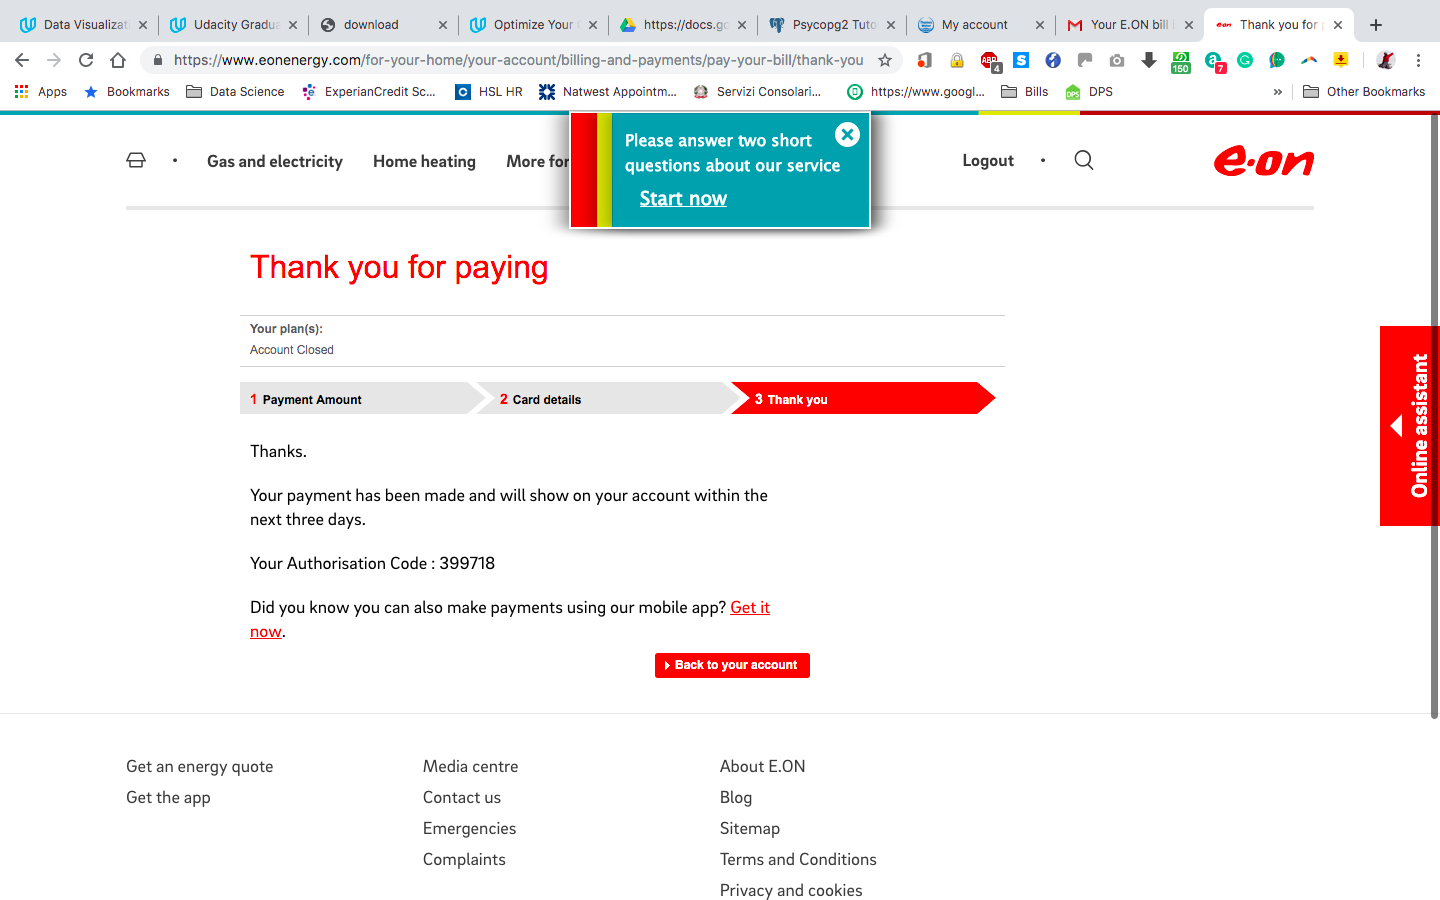 Data Visualizat
Udacity Gradua
download
Optimize Your
https://docs.go
Psycopg2 Tuto
My account
Your E.ON bill
Thank you for
https://www.eonenergy.com/for-your-home/your-account/billing-and-payments/pay-your-bill/thank-you
ABP
4
150
7
Apps
Bookmarks
Data Science
ExperianCredit Sc...
HSL HR
Natwest Appointm...
Servizi Consolari...
https://www.googl...
Bills
DPS
DPS
»
Other Bookmarks
Gas and electricity
Home heating
More for
Please answer two short
questions about our service
Start now
Logout
e·on
Thank you for paying
Your plan(s):
Account Closed
1 Payment Amount
2 Card details
3 Thank you
Thanks.
Your payment has been made and will show on your account within the
next three days.
Your Authorisation Code : 399718
Did you know you can also make payments using our mobile app? Get it
now.
Back to your account
Online assistant
Get an energy quote
Get the app
Media centre
Contact us
Emergencies
Complaints
About E.ON
Blog
Sitemap
Terms and Conditions
Privacy and cookies